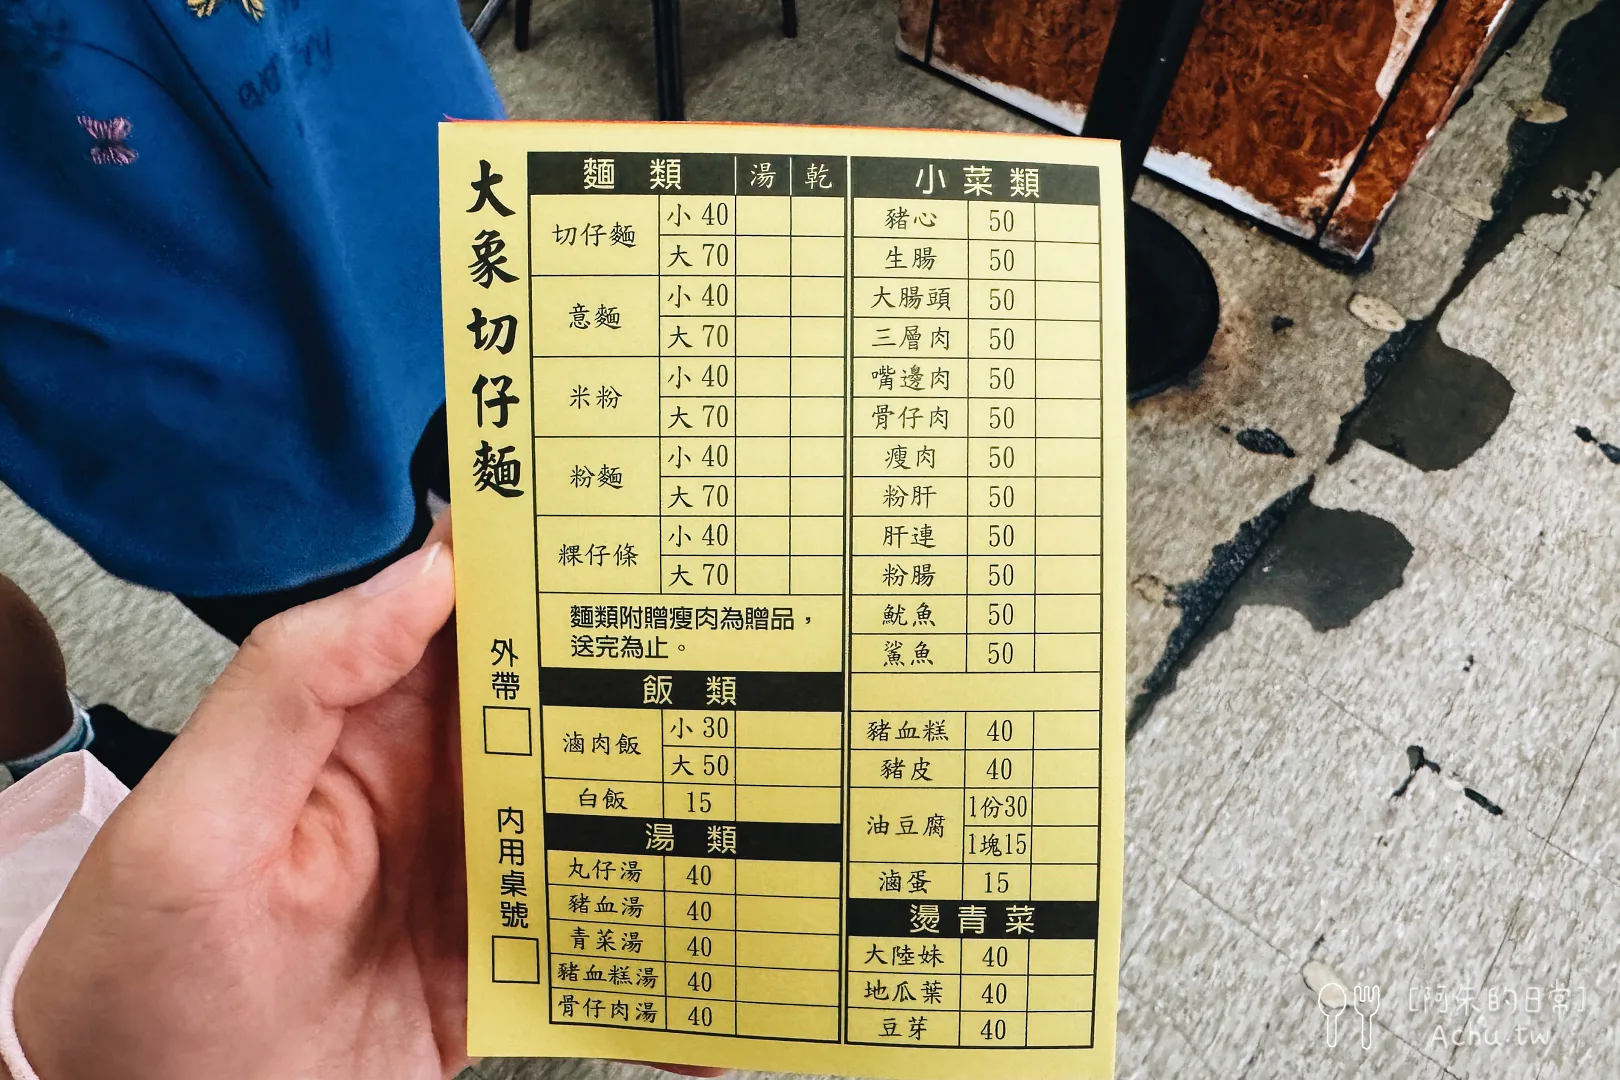 大象切仔麵
外帶
內用桌號
麵類 湯 乾
切仔麵 小 40
大 70
意麵 小 40
大 70
米粉 小 40
大 70
粉麵 小 40
大 70
粿仔條 小 40
大 70
麵類附贈瘦肉為贈品，
送完為止。
飯類
滷肉飯 小 30
大 50
白飯 15
湯類
丸仔湯 40
豬血湯 40
青菜湯 40
豬血糕湯 40
骨仔肉湯 40
小菜類
豬心 50
生腸 50
大腸頭 50
三層肉 50
嘴邊肉 50
骨仔肉 50
瘦肉 50
粉肝 50
肝連 50
粉腸 50
魷魚 50
鯊魚 50
豬血糕 40
豬皮 40
油豆腐 1份30
1塊15
滷蛋 15
燙青菜
大陸妹 40
地瓜葉 40
豆芽 40
[阿朱的日常]
Achu.tw